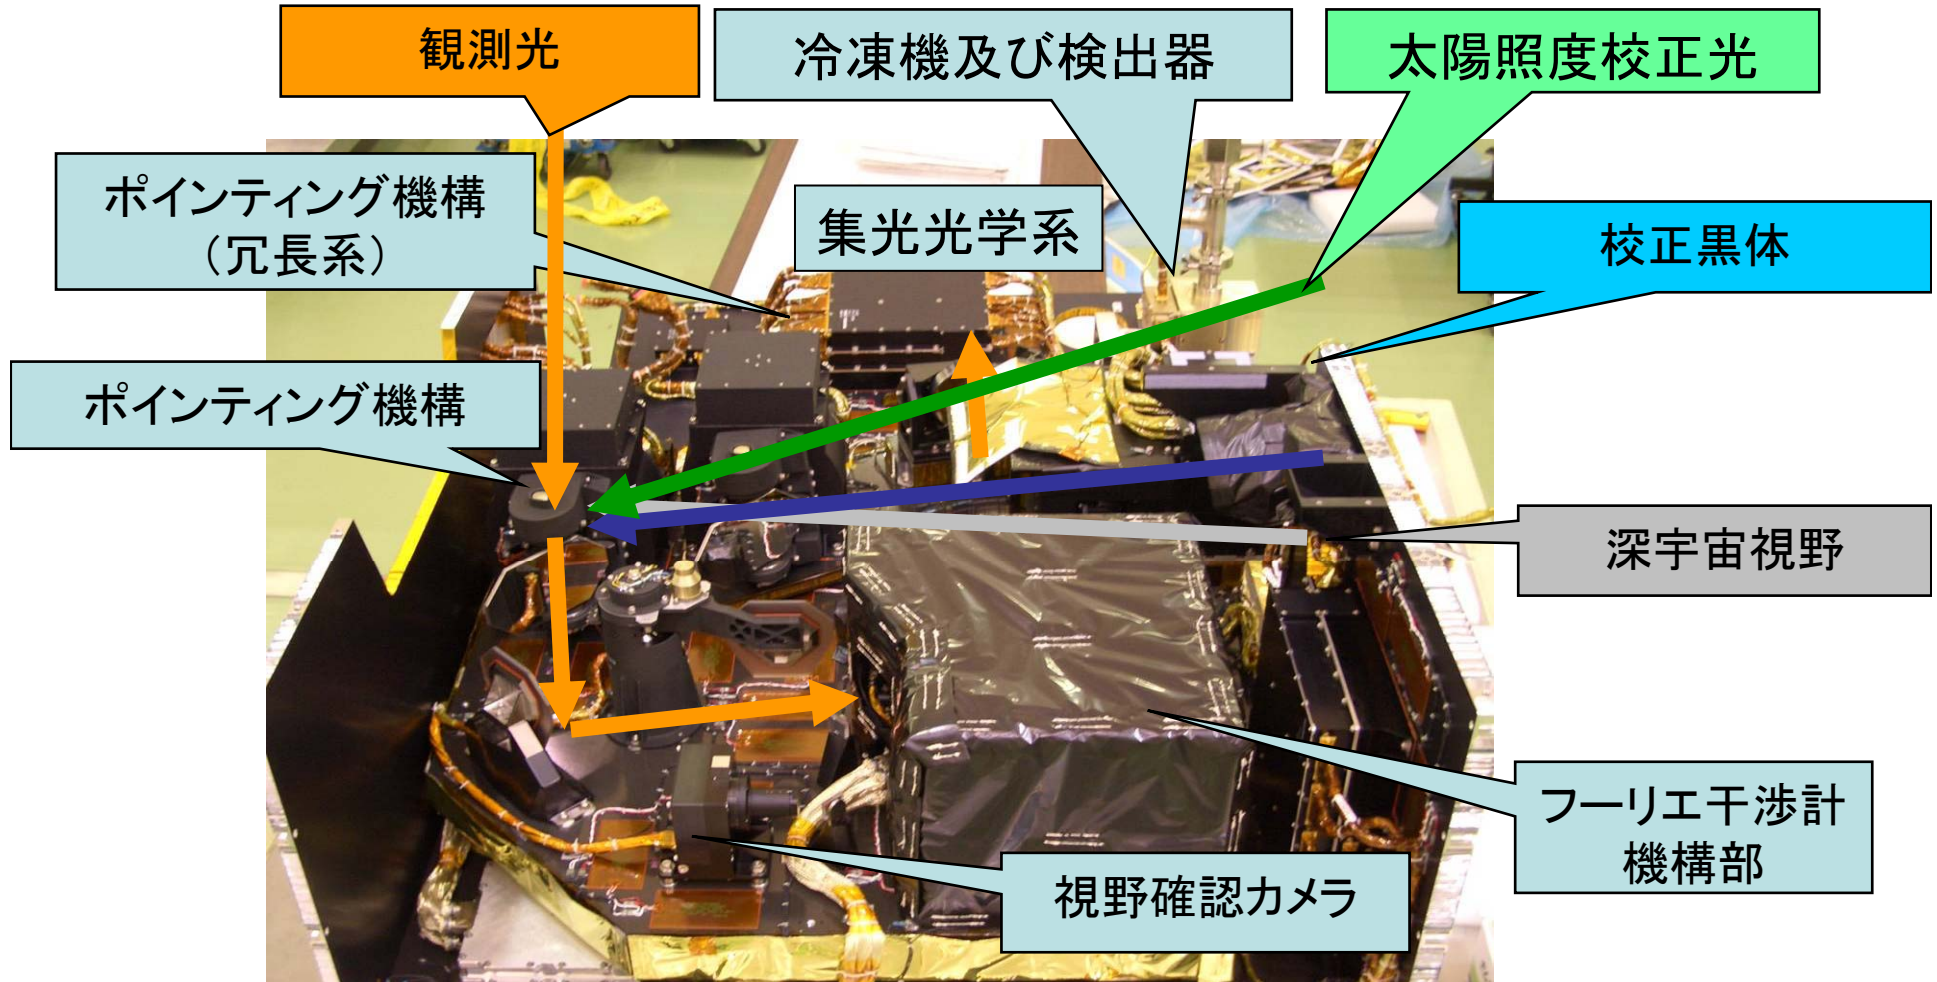 観測光
冷凍機及び検出器
太陽照度校正光
ポインティング機構
（冗長系）
集光光学系
校正黒体
ポインティング機構
深宇宙視野
フーリエ干渉計
機構部
視野確認カメラ